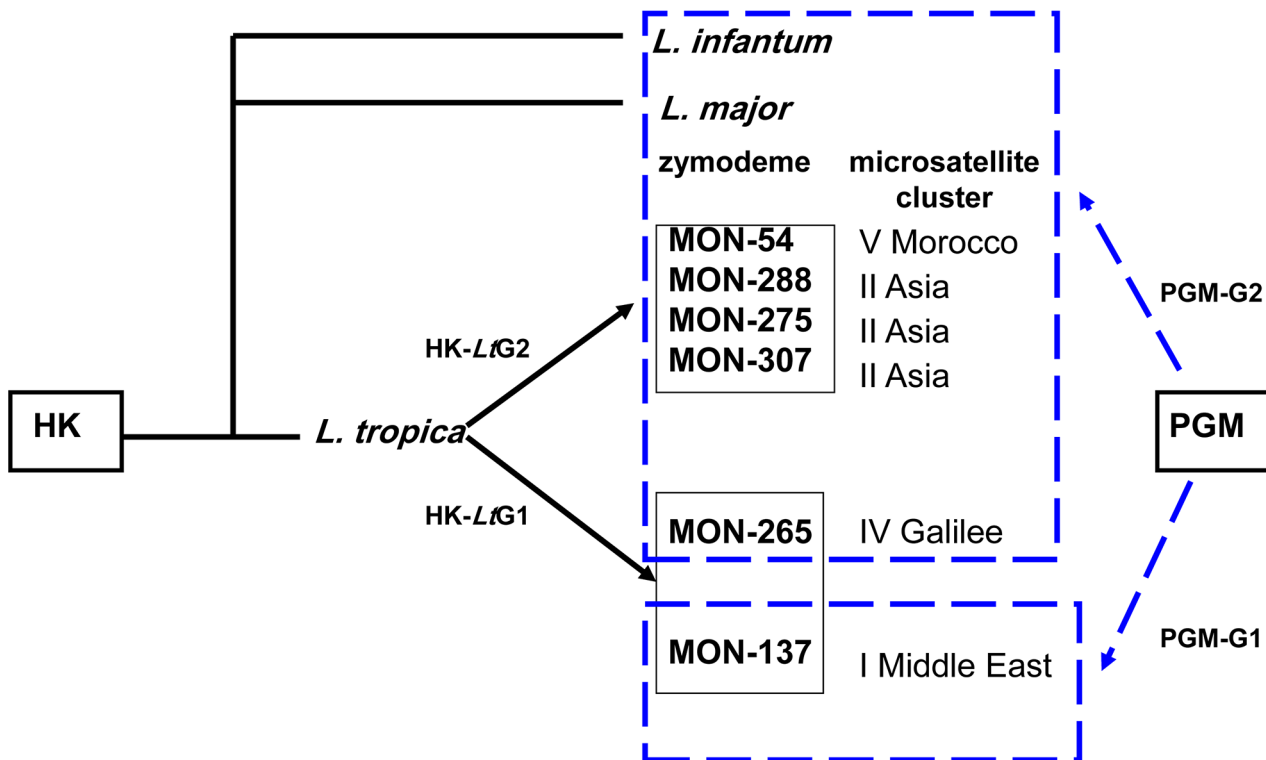 L. infantum
L. major
zymodeme
microsatellite
cluster
MON-54 V Morocco
MON-288 II Asia
MON-275 II Asia
MON-307 II Asia
PGM-G2
HK-LtG2
HK
L. tropica
PGM
HK-LtG1
MON-265 IV Galilee
PGM-G1
MON-137 I Middle East